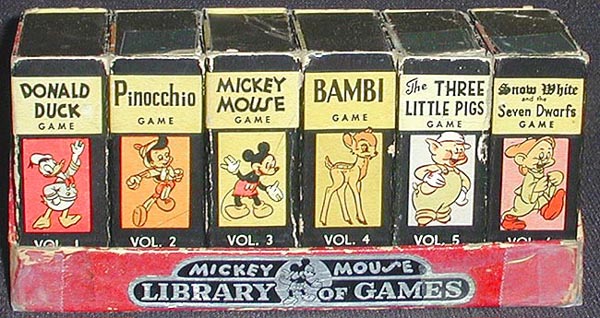 DONALD
DUCK
GAME
VOL. 1
Pinocchio
GAME
VOL. 2
MICKEY
MOUSE
GAME
VOL. 3
BAMBI
GAME
VOL. 4
The THREE
LITTLE PIGS
GAME
VOL. 5
Snow White
and the
Seven Dwarfs
GAME
VOL.
MICKEY MOUSE
LIBRARY OF GAMES